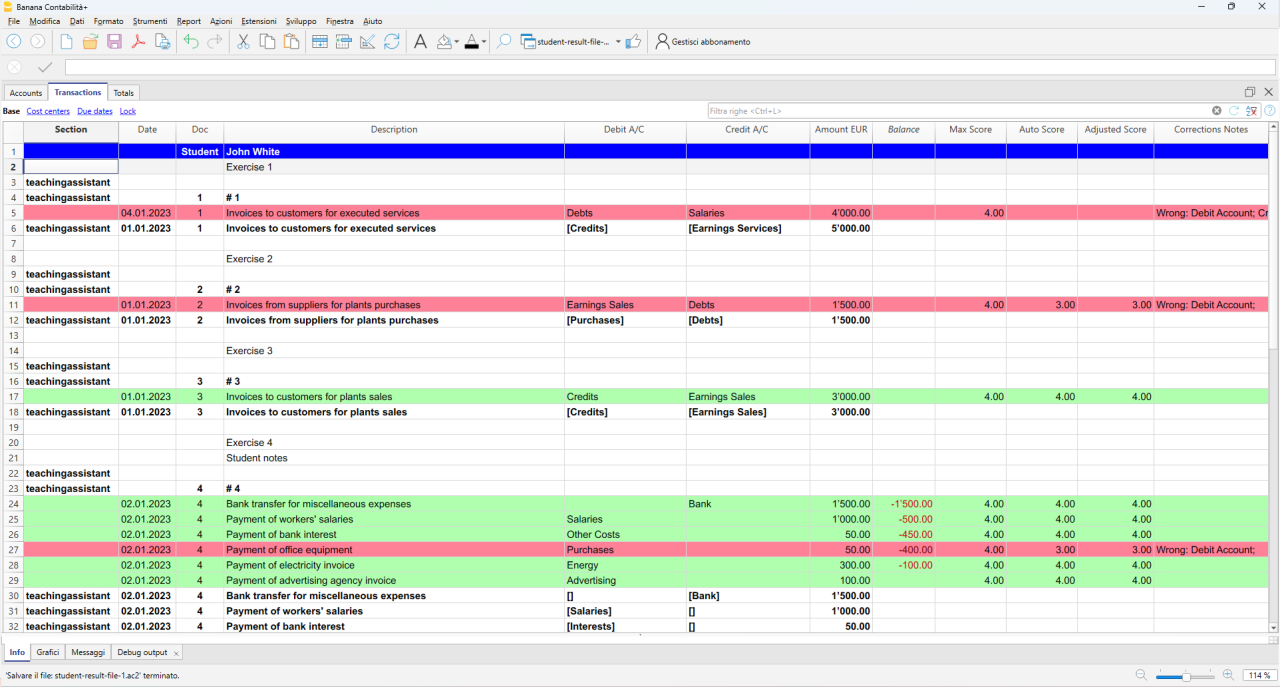 Banana Contabilità+
File Modifica Dati Formato Strumenti Report Azioni Estensioni Sviluppo Finestra Aiuto
student-result-file-... Gestisci abbonamento
Accounts Transactions Totals
Base Cost centers Due dates Lock Filtra righe <Ctrl+L>
Section Date Doc Description Debit A/C Credit A/C Amount EUR Balance Max Score Auto Score Adjusted Score Corrections Notes
1 Student John White
2 Exercise 1
3 teachingassistant
4 teachingassistant 1 # 1
5 04.01.2023 1 Invoices to customers for executed services Debts Salaries 4'000.00 4.00 Wrong: Debit Account; Cr
6 teachingassistant 01.01.2023 1 Invoices to customers for executed services [Credits] [Earnings Services] 5'000.00
7
8 Exercise 2
9 teachingassistant
10 teachingassistant 2 # 2
11 01.01.2023 2 Invoices from suppliers for plants purchases Earnings Sales Debts 1'500.00 4.00 3.00 3.00 Wrong: Debit Account;
12 teachingassistant 01.01.2023 2 Invoices from suppliers for plants purchases [Purchases] [Debts] 1'500.00
13
14 Exercise 3
15 teachingassistant
16 teachingassistant 3 # 3
17 01.01.2023 3 Invoices to customers for plants sales Credits Earnings Sales 3'000.00 4.00 4.00 4.00
18 teachingassistant 01.01.2023 3 Invoices to customers for plants sales [Credits] [Earnings Sales] 3'000.00
19
20 Exercise 4
21 Student notes
22 teachingassistant
23 teachingassistant 4 # 4
24 02.01.2023 4 Bank transfer for miscellaneous expenses Bank 1'500.00 -1'500.00 4.00 4.00 4.00
25 02.01.2023 4 Payment of workers' salaries Salaries 1'000.00 -500.00 4.00 4.00 4.00
26 02.01.2023 4 Payment of bank interest Other Costs 50.00 -450.00 4.00 4.00 4.00
27 02.01.2023 4 Payment of office equipment Purchases 50.00 -400.00 4.00 3.00 3.00 Wrong: Debit Account;
28 02.01.2023 4 Payment of electricity invoice Energy 300.00 -100.00 4.00 4.00 4.00
29 02.01.2023 4 Payment of advertising agency invoice Advertising 100.00 4.00 4.00 4.00
30 teachingassistant 02.01.2023 4 Bank transfer for miscellaneous expenses [] [Bank] 1'500.00
31 teachingassistant 02.01.2023 4 Payment of workers' salaries [Salaries] [] 1'000.00
32 teachingassistant 02.01.2023 4 Payment of bank interest [Interests] [] 50.00
Info Grafici Messaggi Debug output
'Salvare il file: student-result-file-1.ac2' terminato. 114 %